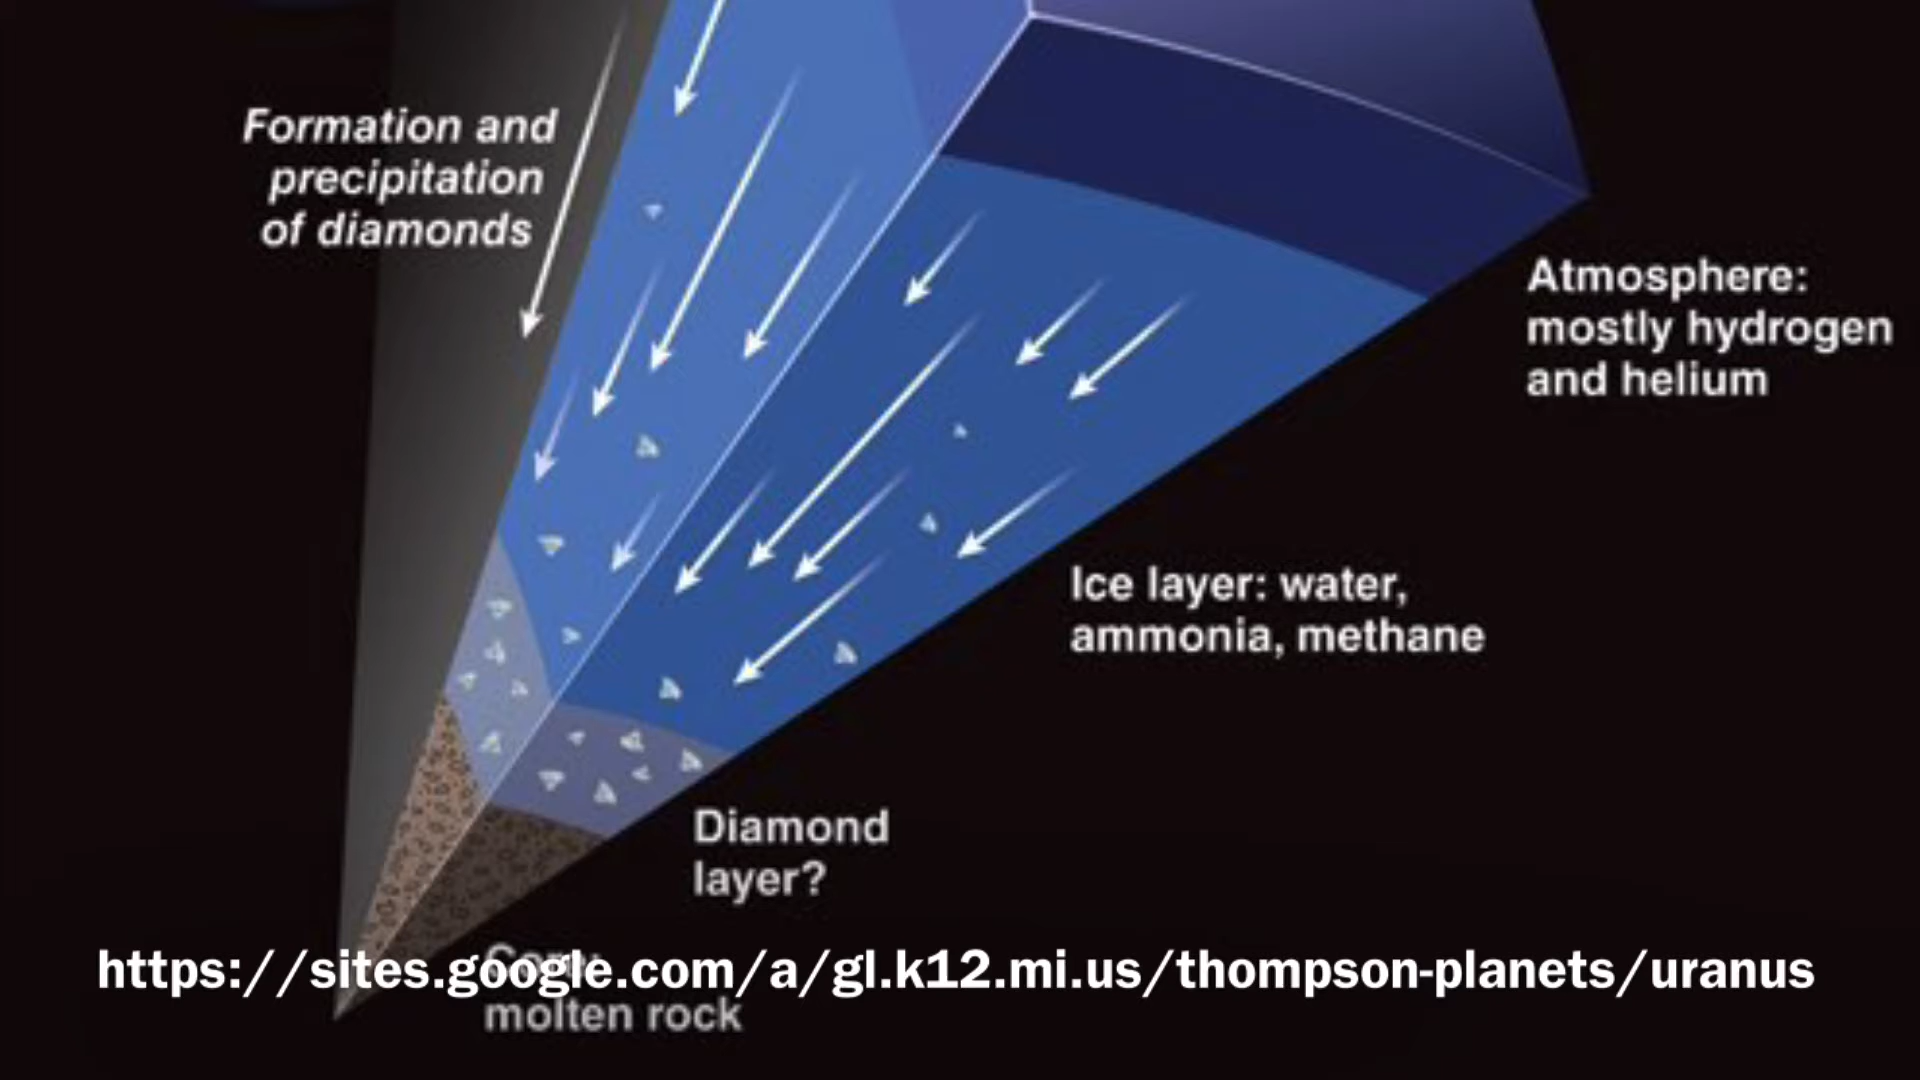 Formation and
precipitation
of diamonds
Atmosphere:
mostly hydrogen
and helium
Ice layer: water,
ammonia, methane
Diamond
layer?
Core:
https://sites.google.com/a/gl.k12.mi.us/thompson-planets/uranus
molten rock